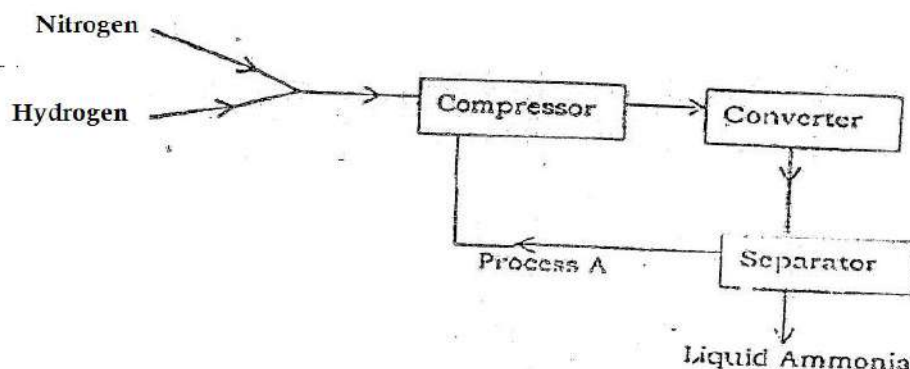 Nitrogen
Hydrogen
Compressor
Converter
Process A
Separator
Liquid Ammonia